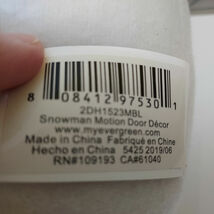 8 08412 97530 1
2DH1523MBL
Snowman Motion Door Décor
www.myevergreen.com
Made in China Fabriqué en Chine
Hecho en China 5425 2019/06
RN#109193 CA#61040